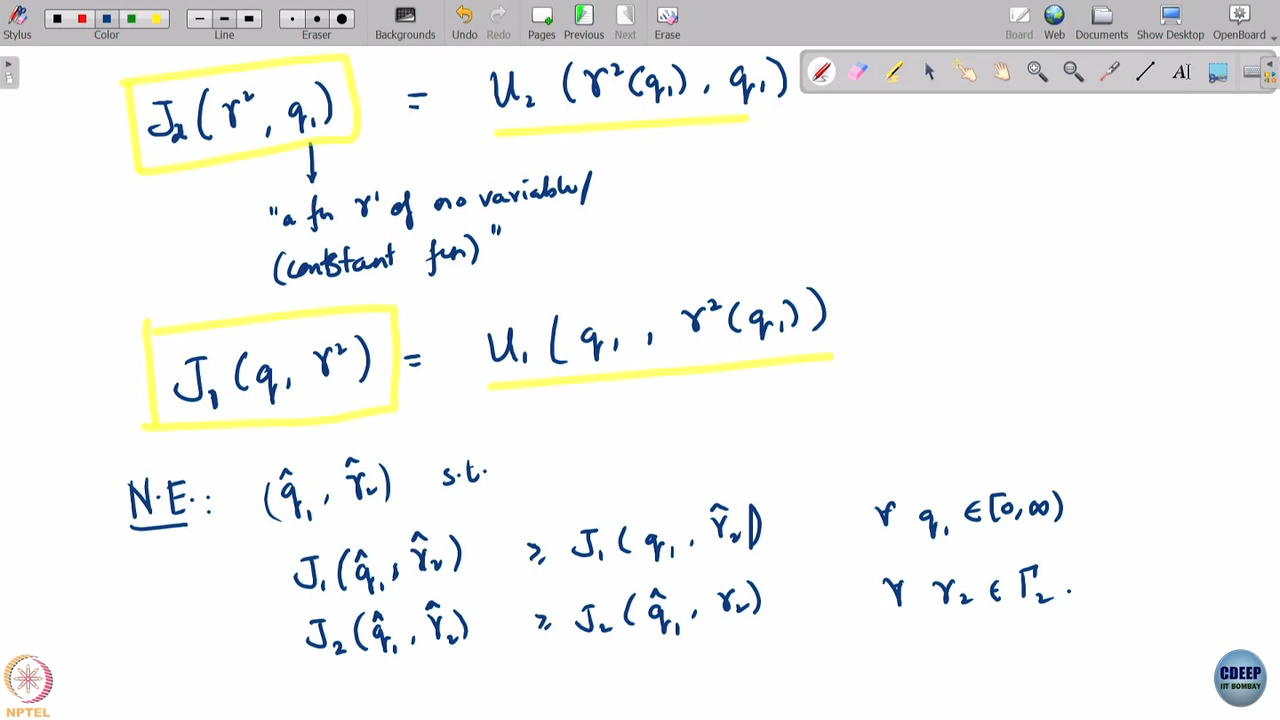 Stylus Color Line Eraser Backgrounds Undo Redo Pages Previous Next Erase Board Web Documents Show Desktop OpenBoard
J₂(γ², q₁) = U₂(γ²(q₁), q₁)
"a fn γ¹ of no variable/
(constant fcn)"
J₁(q, γ²) = U₁(q₁, γ²(q₁))
N.E.: (q̂₁, γ̂₂) s.t.
J₁(q̂₁, γ̂₂) ≥ J₁(q₁, γ̂₂) ∀ q₁ ∈ [0, ∞)
J₂(q̂₁, γ̂₂) ≥ J₂(q̂₁, γ₂) ∀ γ₂ ∈ Γ₂.
NPTEL
CDEEP
IIT BOMBAY